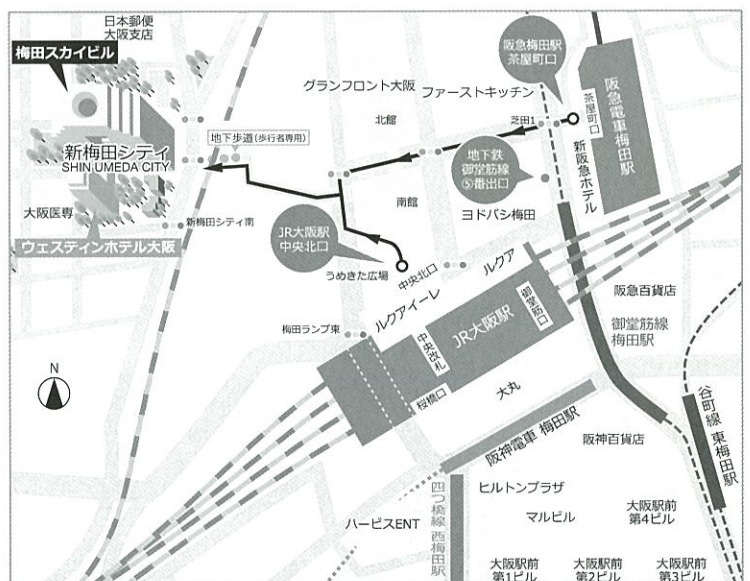 日本郵便
大阪支店
梅田スカイビル
阪急梅田駅
茶屋町口
グランフロント大阪
ファーストキッチン
北館
芝田1
茶屋町口
阪急電車梅田駅
地下歩道(歩行者専用)
新梅田シティ
SHIN UMEDA CITY
地下鉄
御堂筋線
⑤番出口
新阪急ホテル
大阪医専
新梅田シティ南
南館
ヨドバシ梅田
ウェスティンホテル大阪
JR大阪駅
中央北口
うめきた広場
中央北口
ルクア
ルクアイーレ
阪急百貨店
御堂筋口
JR大阪駅
中央改札
御堂筋線
梅田駅
梅田ランプ東
N
桜橋口
大丸
谷町線 東梅田駅
阪神電車 梅田駅
阪神百貨店
四つ橋線 西梅田駅
ヒルトンプラザ
ハービスENT
マルビル
大阪駅前
第4ビル
大阪駅前
第1ビル
大阪駅前
第2ビル
大阪駅前
第3ビル